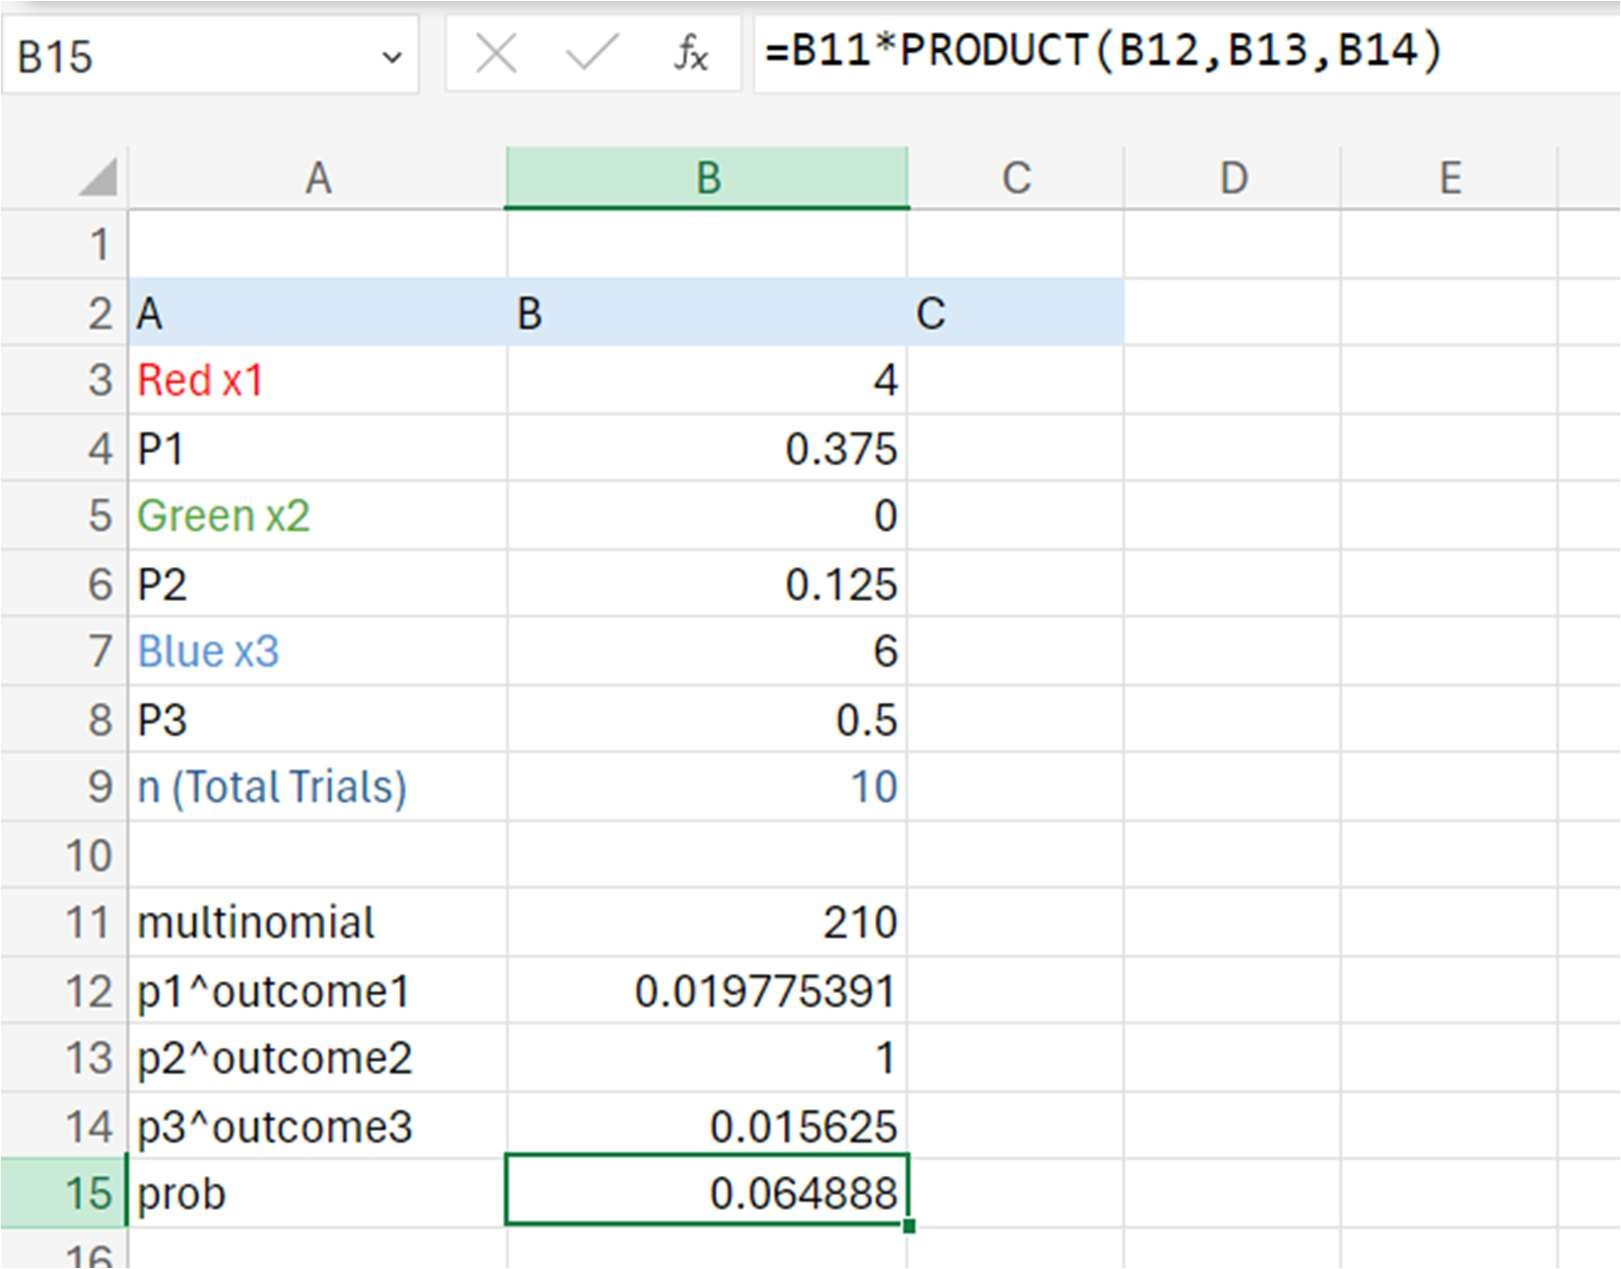 B15 fx =B11*PRODUCT(B12,B13,B14)
A B C D E
1
2 A B C
3 Red x1 4
4 P1 0.375
5 Green x2 0
6 P2 0.125
7 Blue x3 6
8 P3 0.5
9 n (Total Trials) 10
10
11 multinomial 210
12 p1^outcome1 0.019775391
13 p2^outcome2 1
14 p3^outcome3 0.015625
15 prob 0.064888
16